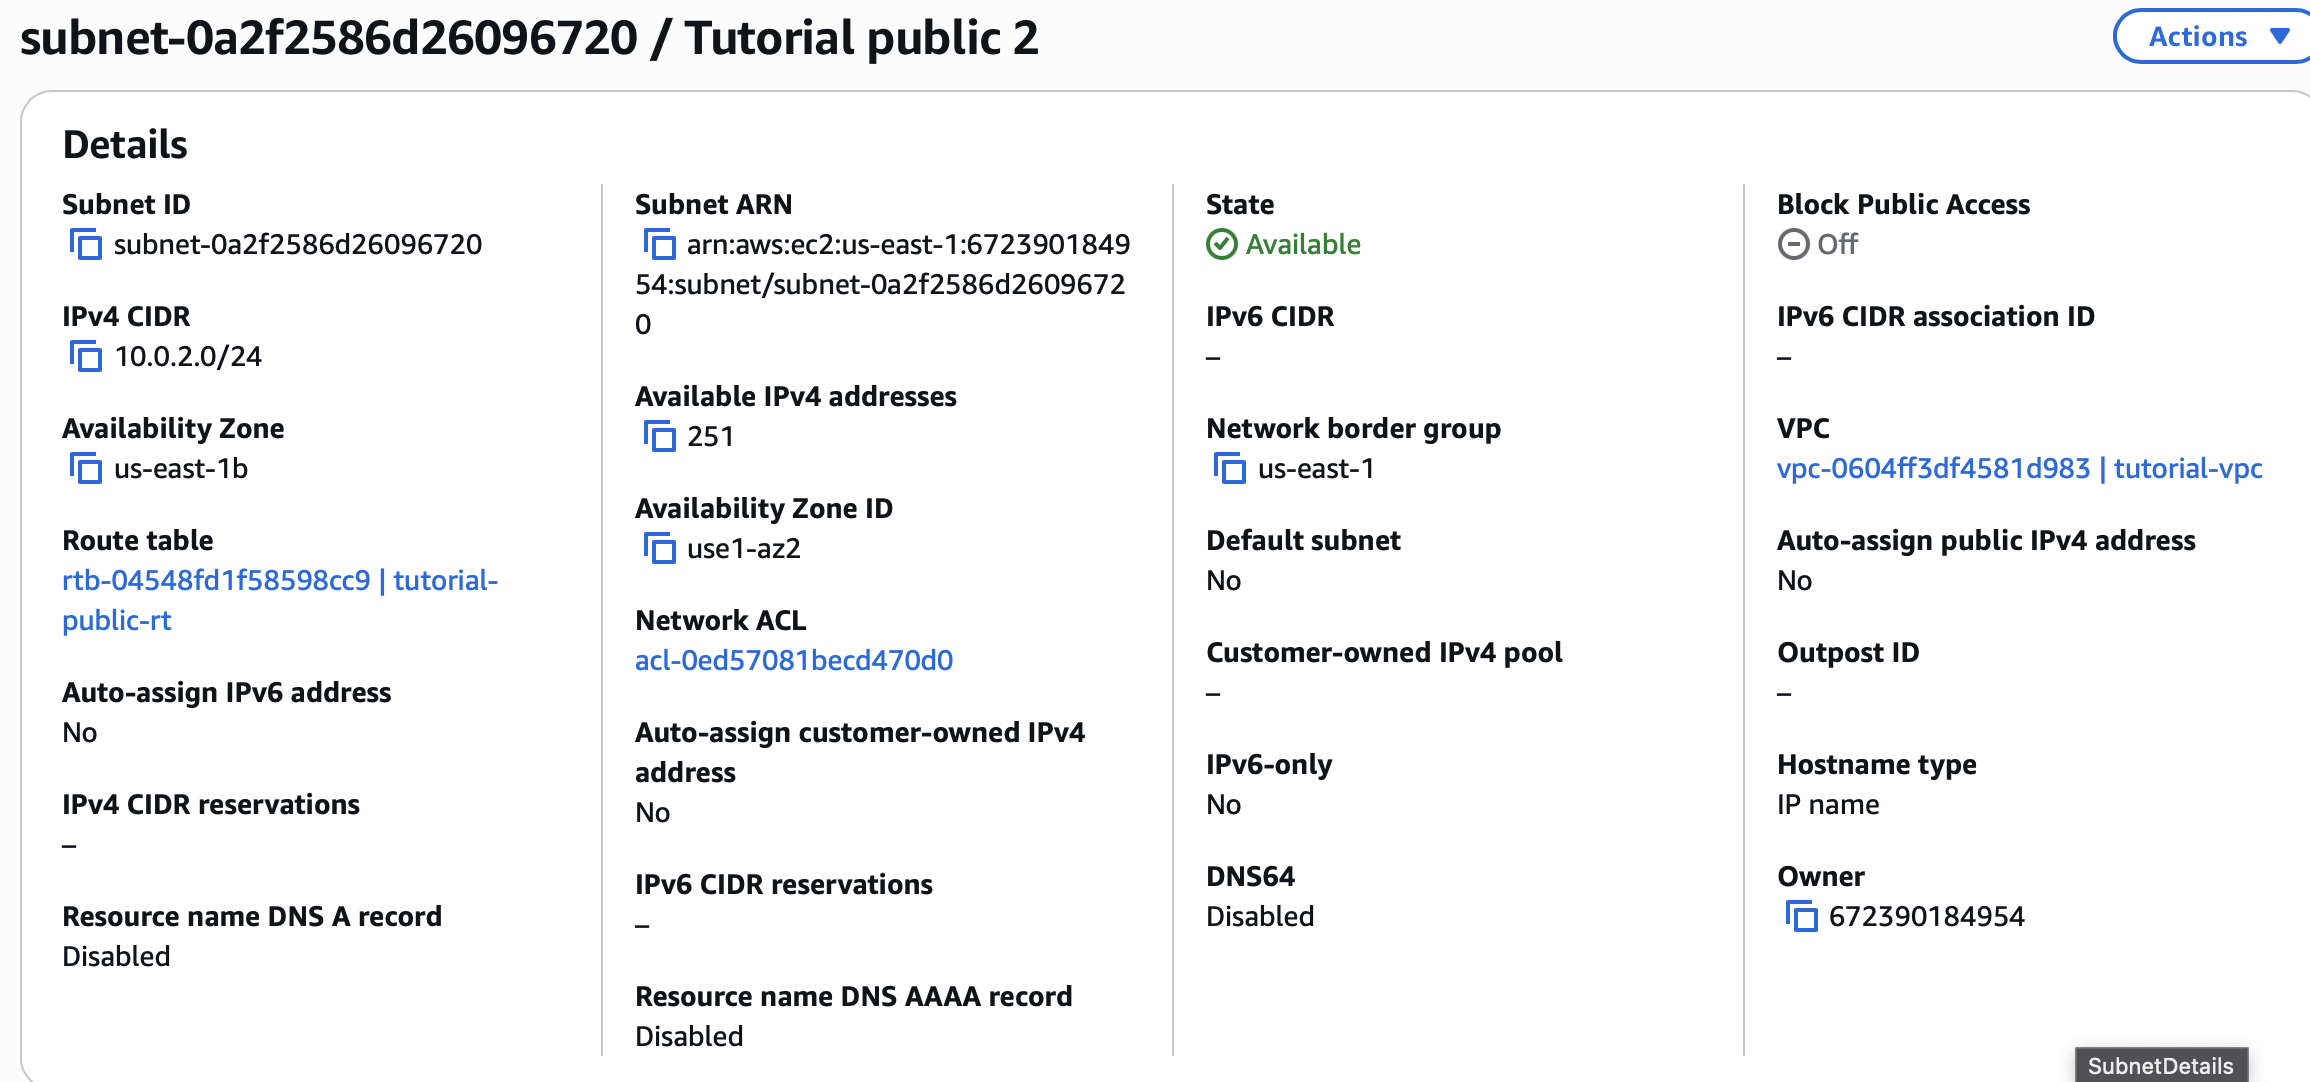 subnet-0a2f2586d26096720 / Tutorial public 2
Actions
Details
Subnet ID
subnet-0a2f2586d26096720
IPv4 CIDR
10.0.2.0/24
Availability Zone
us-east-1b
Route table
rtb-04548fd1f58598cc9 | tutorial-
public-rt
Auto-assign IPv6 address
No
IPv4 CIDR reservations
–
Resource name DNS A record
Disabled
Subnet ARN
arn:aws:ec2:us-east-1:6723901849
54:subnet/subnet-0a2f2586d2609672
0
Available IPv4 addresses
251
Availability Zone ID
use1-az2
Network ACL
acl-0ed57081becd470d0
Auto-assign customer-owned IPv4
address
No
IPv6 CIDR reservations
–
Resource name DNS AAAA record
Disabled
State
Available
IPv6 CIDR
–
Network border group
us-east-1
Default subnet
No
Customer-owned IPv4 pool
–
IPv6-only
No
DNS64
Disabled
Block Public Access
Off
IPv6 CIDR association ID
–
VPC
vpc-0604ff3df4581d983 | tutorial-vpc
Auto-assign public IPv4 address
No
Outpost ID
–
Hostname type
IP name
Owner
672390184954
SubnetDetails